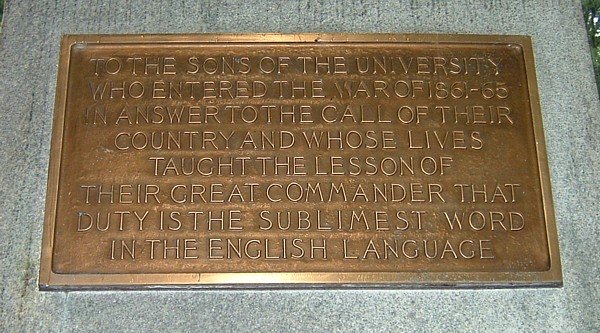 TO THE SONS OF THE UNIVERSITY
WHO ENTERED THE WAR OF 1861-65
IN ANSWER TO THE CALL OF THEIR
COUNTRY AND WHOSE LIVES
TAUGHT THE LESSON OF
THEIR GREAT COMMANDER THAT
DUTY IS THE SUBLIMEST WORD
IN THE ENGLISH LANGUAGE